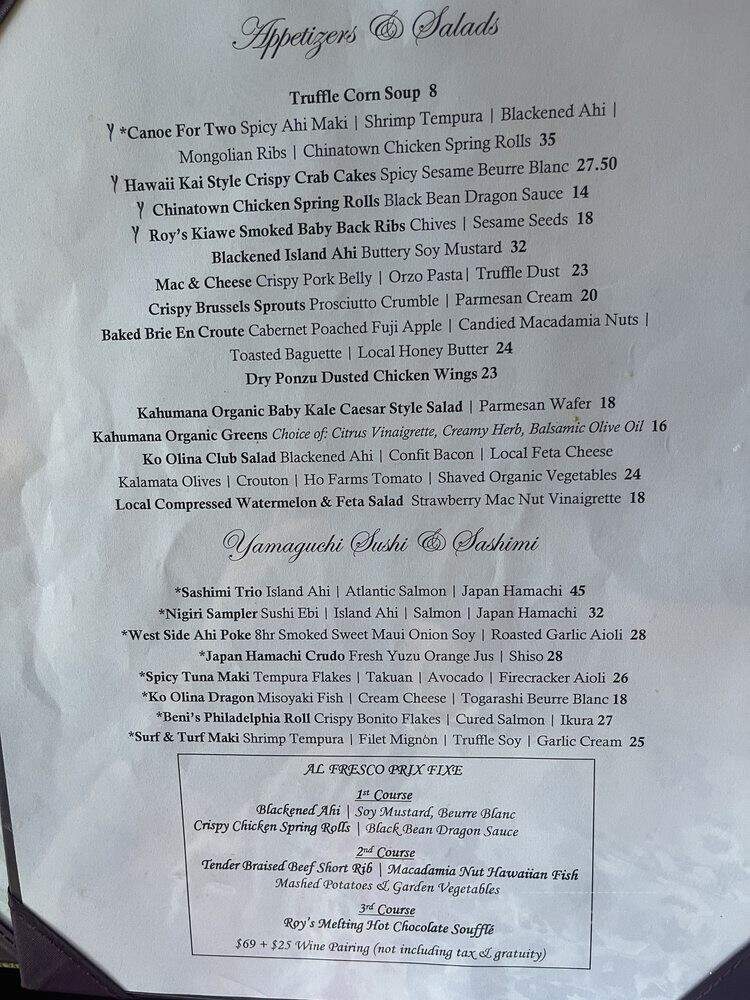 Appetizers & Salads
Truffle Corn Soup 8
*Canoe For Two Spicy Ahi Maki | Shrimp Tempura | Blackened Ahi |
Mongolian Ribs | Chinatown Chicken Spring Rolls 35
Hawaii Kai Style Crispy Crab Cakes Spicy Sesame Beurre Blanc 27.50
Chinatown Chicken Spring Rolls Black Bean Dragon Sauce 14
Roy's Kiawe Smoked Baby Back Ribs Chives | Sesame Seeds 18
Blackened Island Ahi Buttery Soy Mustard 32
Mac & Cheese Crispy Pork Belly | Orzo Pasta| Truffle Dust 23
Crispy Brussels Sprouts Prosciutto Crumble | Parmesan Cream 20
Baked Brie En Croute Cabernet Poached Fuji Apple | Candied Macadamia Nuts |
Toasted Baguette | Local Honey Butter 24
Dry Ponzu Dusted Chicken Wings 23
Kahumana Organic Baby Kale Caesar Style Salad | Parmesan Wafer 18
Kahumana Organic Greens Choice of: Citrus Vinaigrette, Creamy Herb, Balsamic Olive Oil 16
Ko Olina Club Salad Blackened Ahi | Confit Bacon | Local Feta Cheese
Kalamata Olives | Crouton | Ho Farms Tomato | Shaved Organic Vegetables 24
Local Compressed Watermelon & Feta Salad Strawberry Mac Nut Vinaigrette 18
Yamaguchi Sushi & Sashimi
*Sashimi Trio Island Ahi | Atlantic Salmon | Japan Hamachi 45
*Nigiri Sampler Sushi Ebi | Island Ahi | Salmon | Japan Hamachi 32
*West Side Ahi Poke 8hr Smoked Sweet Maui Onion Soy | Roasted Garlic Aioli 28
*Japan Hamachi Crudo Fresh Yuzu Orange Jus | Shiso 28
*Spicy Tuna Maki Tempura Flakes | Takuan | Avocado | Firecracker Aioli 26
*Ko Olina Dragon Misoyaki Fish | Cream Cheese | Togarashi Beurre Blanc 18
*Beni's Philadelphia Roll Crispy Bonito Flakes | Cured Salmon | Ikura 27
*Surf & Turf Maki Shrimp Tempura | Filet Mignòn | Truffle Soy | Garlic Cream 25
AL FRESCO PRIX FIXE
1st Course
Blackened Ahi | Soy Mustard, Beurre Blanc
Crispy Chicken Spring Rolls | Black Bean Dragon Sauce
2nd Course
Tender Braised Beef Short Rib | Macadamia Nut Hawaiian Fish
Mashed Potatoes & Garden Vegetables
3rd Course
Roy's Melting Hot Chocolate Soufflé
$69 + $25 Wine Pairing (not including tax & gratuity)